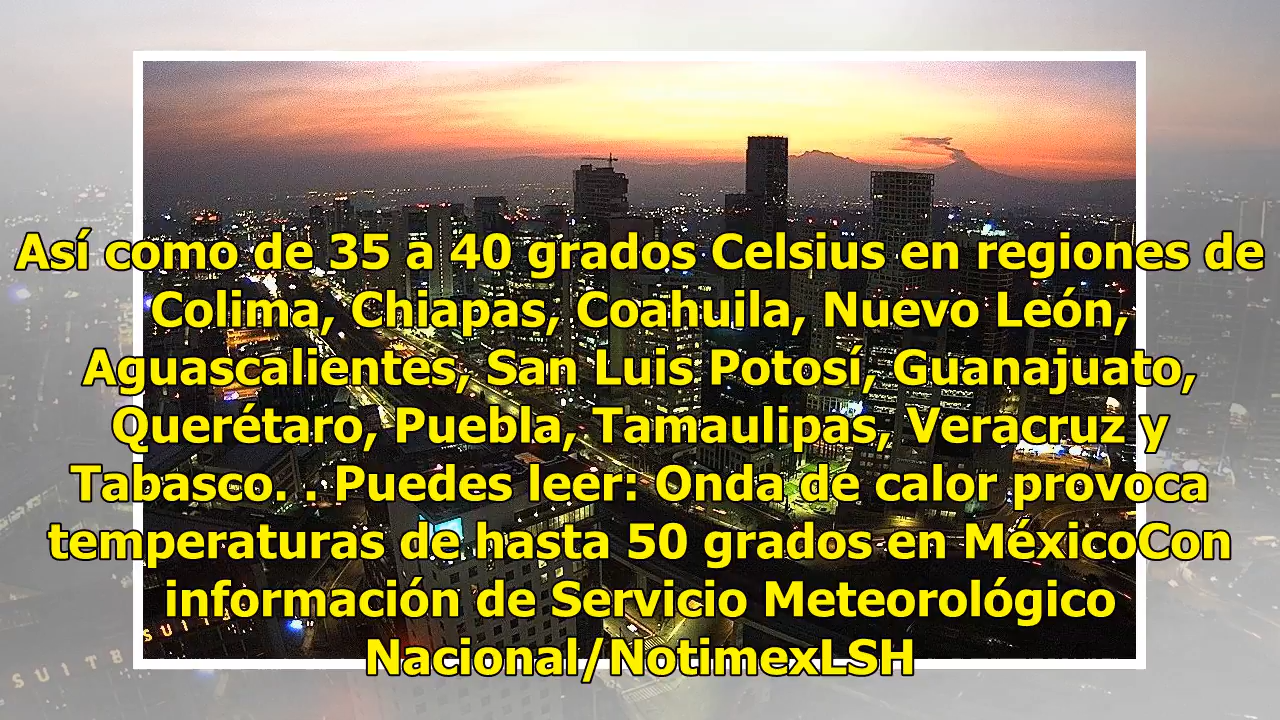 Así como de 35 a 40 grados Celsius en regiones de
Colima, Chiapas, Coahuila, Nuevo León,
Aguascalientes, San Luis Potosí, Guanajuato,
Querétaro, Puebla, Tamaulipas, Veracruz y
Tabasco. . Puedes leer: Onda de calor provoca
temperaturas de hasta 50 grados en MéxicoCon
información de Servicio Meteorológico
Nacional/NotimexLSH